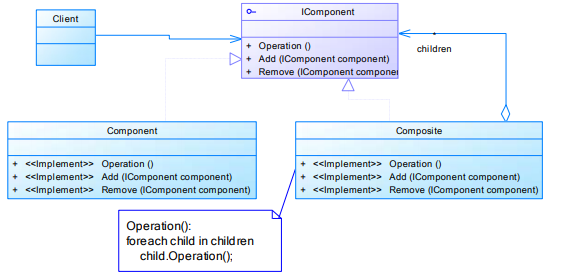 Client
IComponent
+ Operation ()
+ Add (IComponent component)
+ Remove (IComponent componen
*
children
Component
+ <<Implement>> Operation ()
+ <<Implement>> Add (IComponent component)
+ <<Implement>> Remove (IComponent component)
Composite
+ <<Implement>> Operation ()
+ <<Implement>> Add (IComponent component)
+ <<Implement>> Remove (IComponent component)
Operation():
foreach child in children
child.Operation();